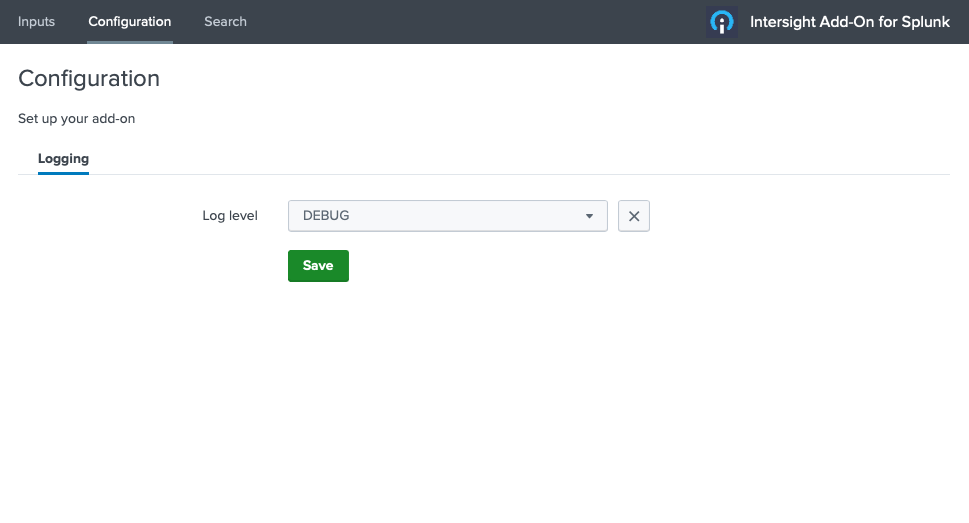 Inputs Configuration Search Intersight Add-On for Splunk
Configuration
Set up your add-on
Logging
Log level DEBUG
Save